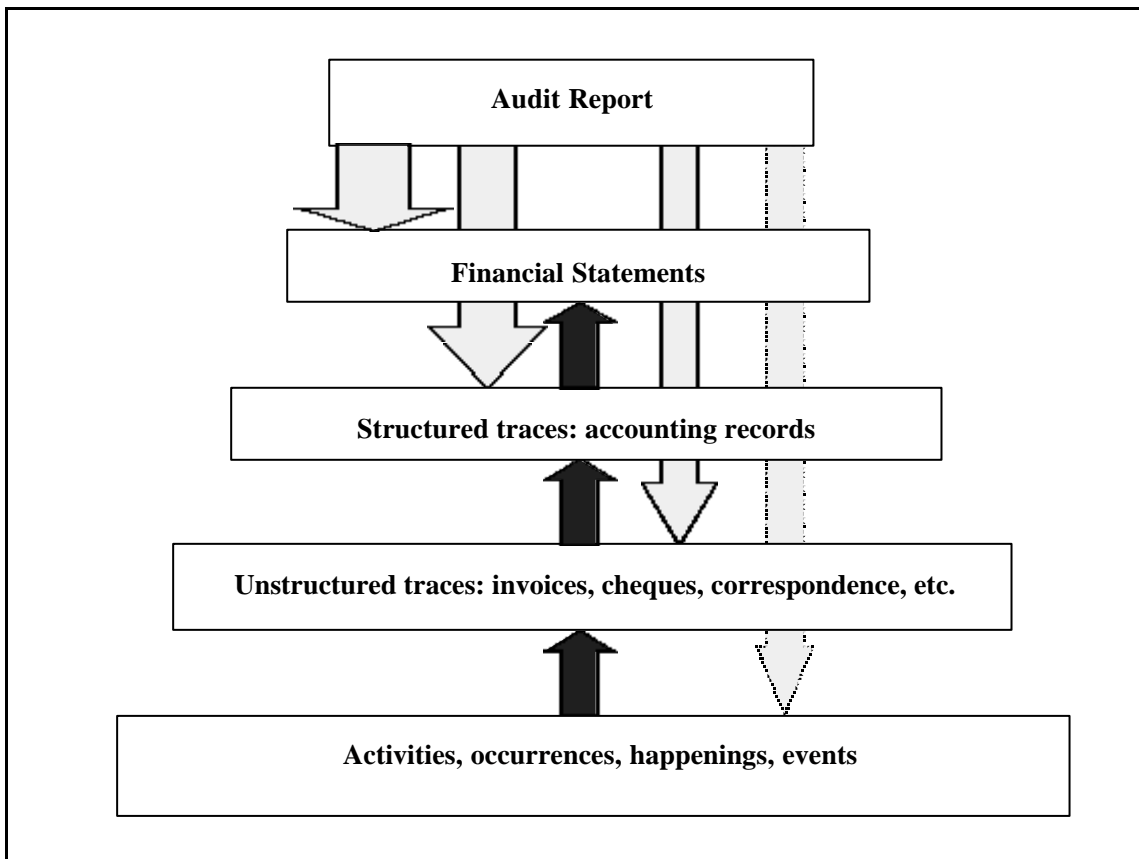 Audit Report
Financial Statements
Structured traces: accounting records
Unstructured traces: invoices, cheques, correspondence, etc.
Activities, occurrences, happenings, events